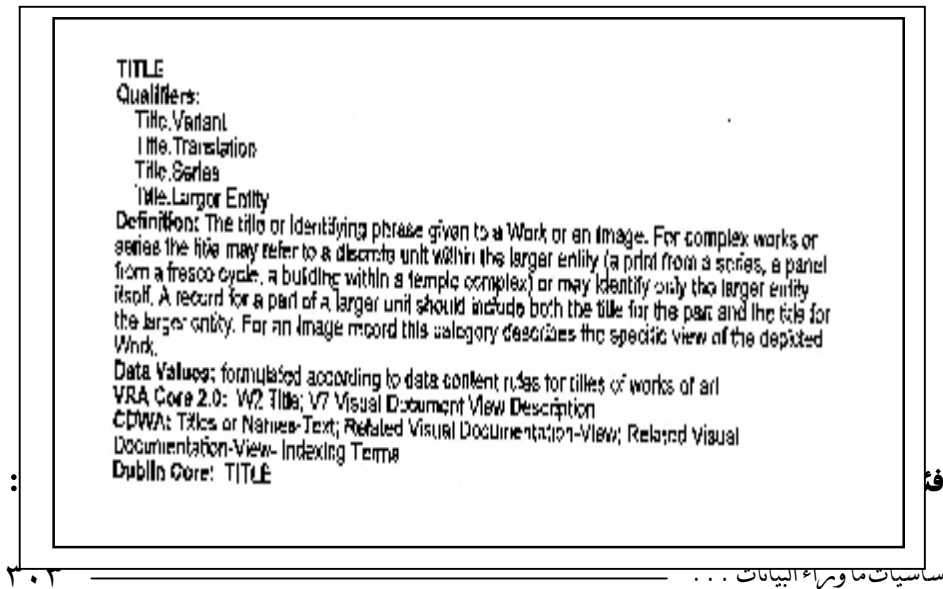 TITLE
Qualifiers:
Title.Variant
Title.Translation
Title.Series
Title.Larger Entity
Definition: The title or identifying phrase given to a Work or an Image. For complex works or
series the title may refer to a discrete unit within the larger entity (a print from a series, a panel
from a fresco cycle, a building within a temple complex) or may identify only the larger entity
itself. A record for a part of a larger unit should include both the title for the part and the title for
the larger entity. For an Image record this category describes the specific view of the depicted
Work.
Data Values: formulated according to data content rules for titles of works of art
VRA Core 2.0: W2 Title; V7 Visual Document View Description
CDWA: Titles or Names-Text; Related Visual Documentation-View; Related Visual
Documentation-View- Indexing Terms
Dublin Core: TITLE
:
ساسيات ما وراء البيانات . . . ٣٠٣